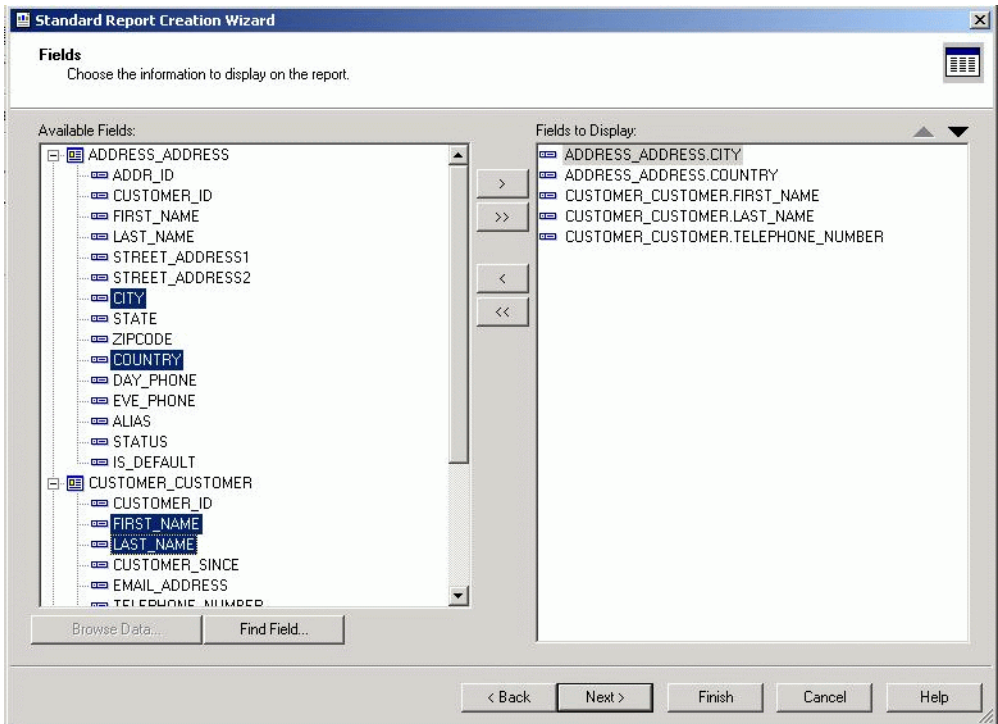 Standard Report Creation Wizard
Fields
Choose the information to display on the report.
Available Fields:
ADDRESS_ADDRESS
ADDR_ID
CUSTOMER_ID
FIRST_NAME
LAST_NAME
STREET_ADDRESS1
STREET_ADDRESS2
CITY
STATE
ZIPCODE
COUNTRY
DAY_PHONE
EVE_PHONE
ALIAS
STATUS
IS_DEFAULT
CUSTOMER_CUSTOMER
CUSTOMER_ID
FIRST_NAME
LAST_NAME
CUSTOMER_SINCE
EMAIL_ADDRESS
TELEPHONE_NUMBER
Browse Data...
Find Field...
>
>>
<
<<
Fields to Display:
ADDRESS_ADDRESS.CITY
ADDRESS_ADDRESS.COUNTRY
CUSTOMER_CUSTOMER.FIRST_NAME
CUSTOMER_CUSTOMER.LAST_NAME
CUSTOMER_CUSTOMER.TELEPHONE_NUMBER
< Back
Next >
Finish
Cancel
Help